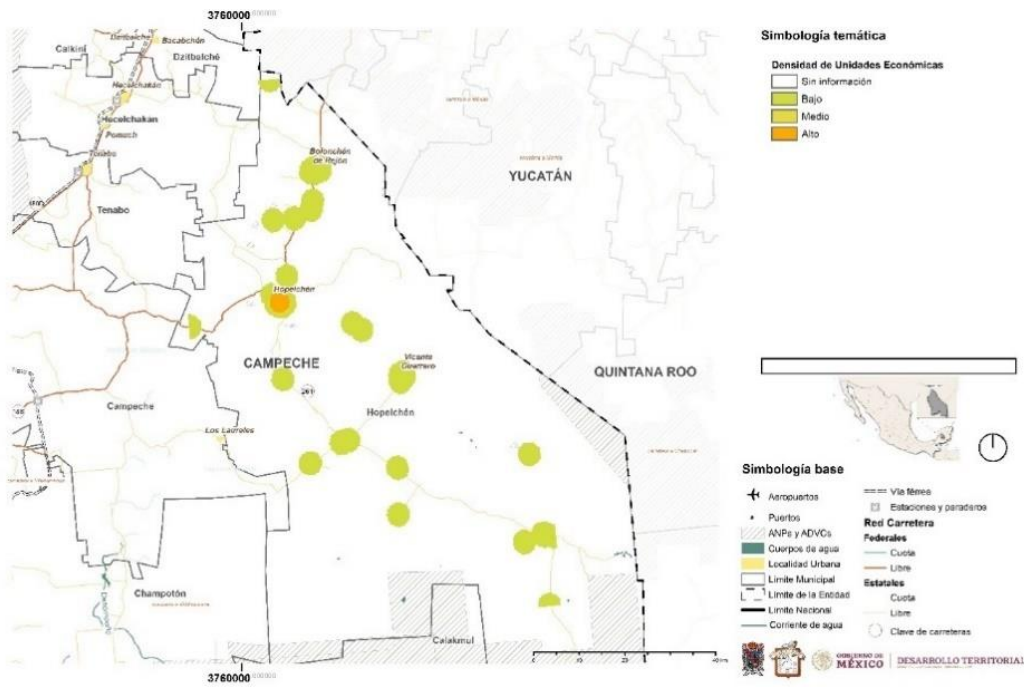 3760000
Calkiní
Bacabchén
Dzitbalché
Hecelchakán
Hecelchakan
Pomuch
Tenabo
Tenabo
Bolonchén
de Rejón
YUCATÁN
Hopelchén
CAMPECHE
Vicente
Guerrero
QUINTANA ROO
261
Campeche
Hopelchén
Los Laureles
Champotón
Calakmul
3760000
Simbología temática
Densidad de Unidades Económicas
Sin información
Bajo
Medio
Alto
Simbología base
Aeropuertos
Puertos
ANPs y ADVCs
Cuerpos de agua
Localidad Urbana
Límite Municipal
Límite de la Entidad
Límite Nacional
Corriente de agua
Vía férrea
Estaciones y paraderos
Red Carretera
Federales
Cuota
Libre
Estatales
Cuota
Libre
Clave de carreteras
GOBIERNO DE
MÉXICO
DESARROLLO TERRITORIAL